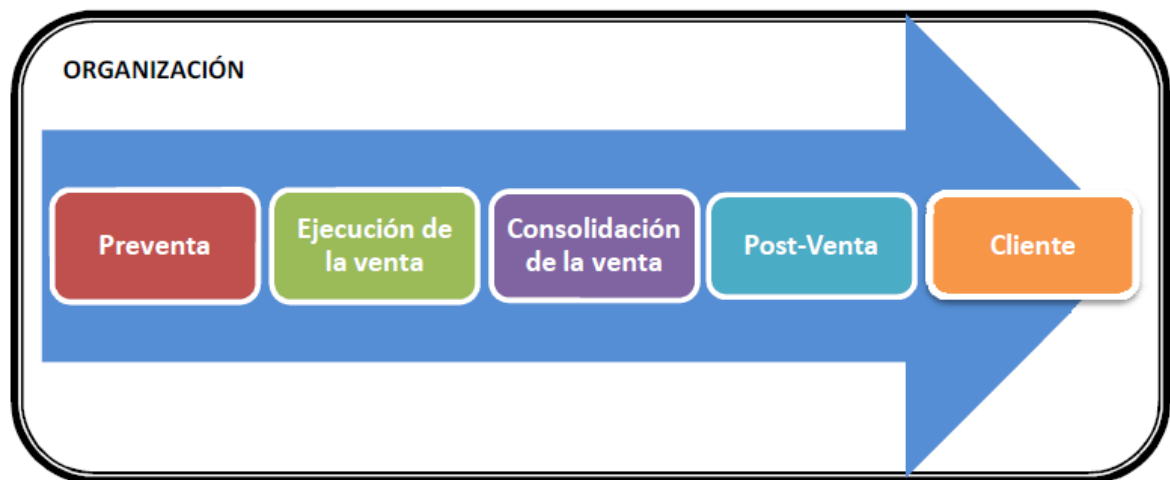 ORGANIZACIÓN
Preventa
Ejecución de
la venta
Consolidación
de la venta
Post-Venta
Cliente